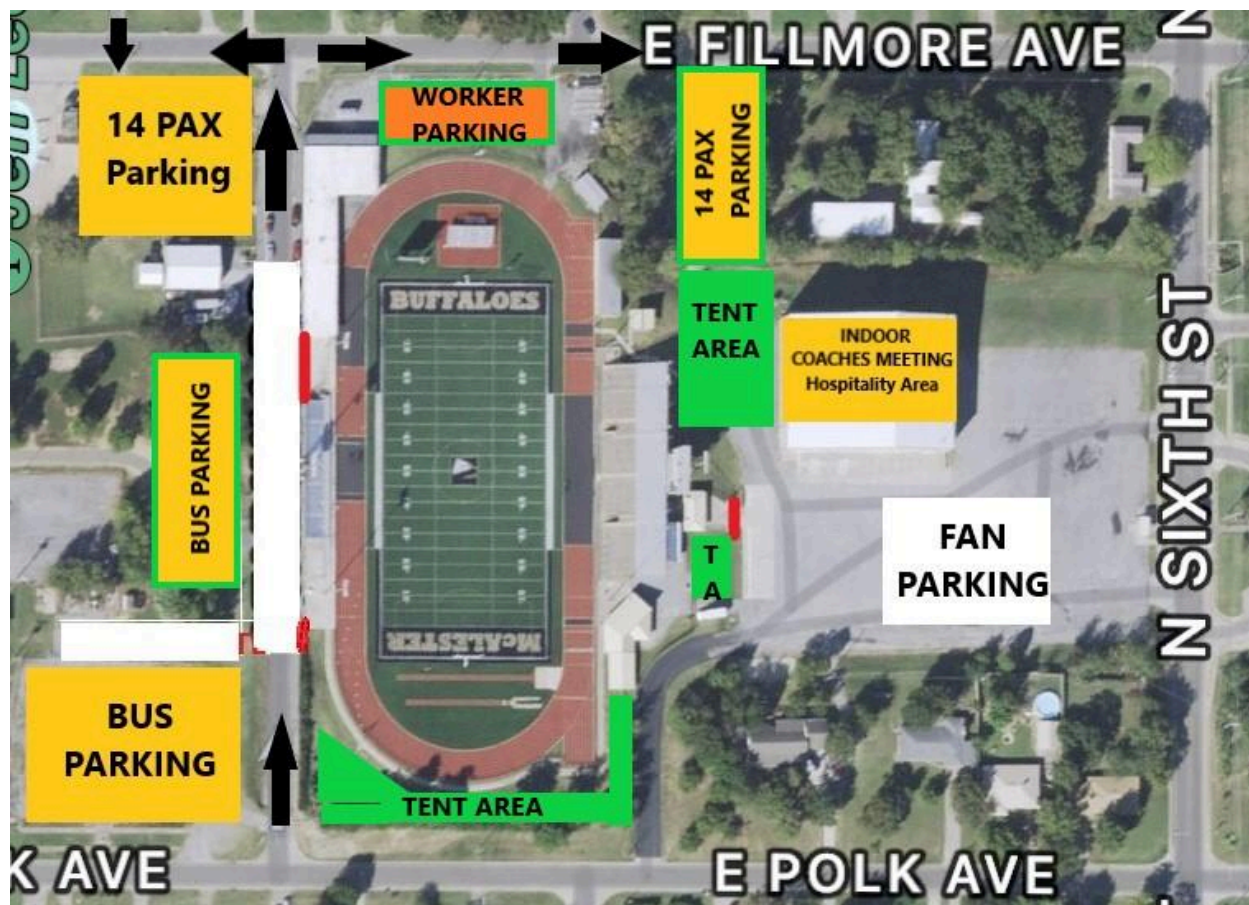 E FILLMORE AVE
N
14 PAX
Parking
WORKER
PARKING
14 PAX
PARKING
BUFFALOES
TENT
AREA
INDOOR
COACHES MEETING
Hospitality Area
BUS PARKING
N SIXTH ST
T
A
FAN
PARKING
McALESTER
BUS
PARKING
TENT AREA
K AVE
E POLK AVE